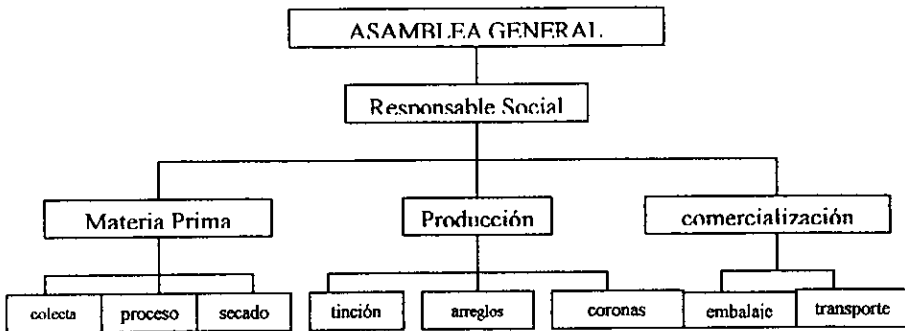 ASAMBLEA GENERAL
Responsable Social
Materia Prima
Producción
comercialización
colecta
proceso
secado
tinción
arreglos
coronas
embalaje
transporte